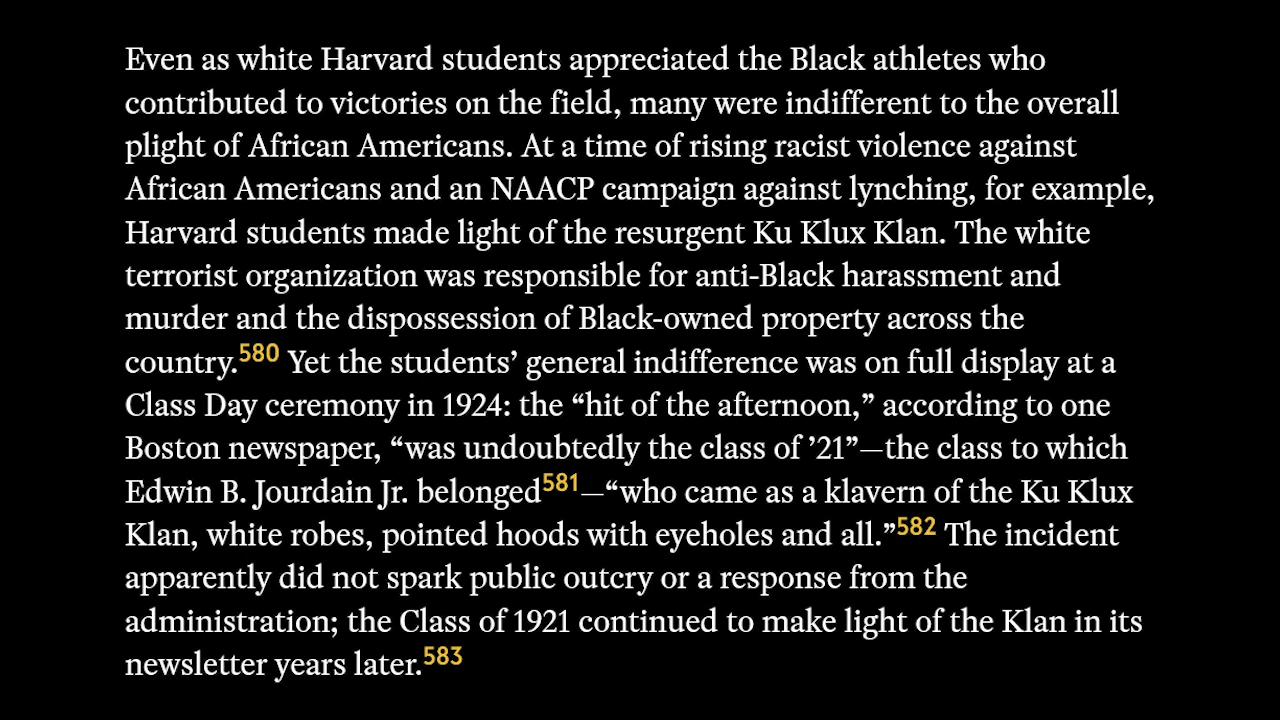 Even as white Harvard students appreciated the Black athletes who
contributed to victories on the field, many were indifferent to the overall
plight of African Americans. At a time of rising racist violence against
African Americans and an NAACP campaign against lynching, for example,
Harvard students made light of the resurgent Ku Klux Klan. The white
terrorist organization was responsible for anti-Black harassment and
murder and the dispossession of Black-owned property across the
country.580 Yet the students’ general indifference was on full display at a
Class Day ceremony in 1924: the “hit of the afternoon,” according to one
Boston newspaper, “was undoubtedly the class of ’21”—the class to which
Edwin B. Jourdain Jr. belonged581—“who came as a klavern of the Ku Klux
Klan, white robes, pointed hoods with eyeholes and all.”582 The incident
apparently did not spark public outcry or a response from the
administration; the Class of 1921 continued to make light of the Klan in its
newsletter years later.583